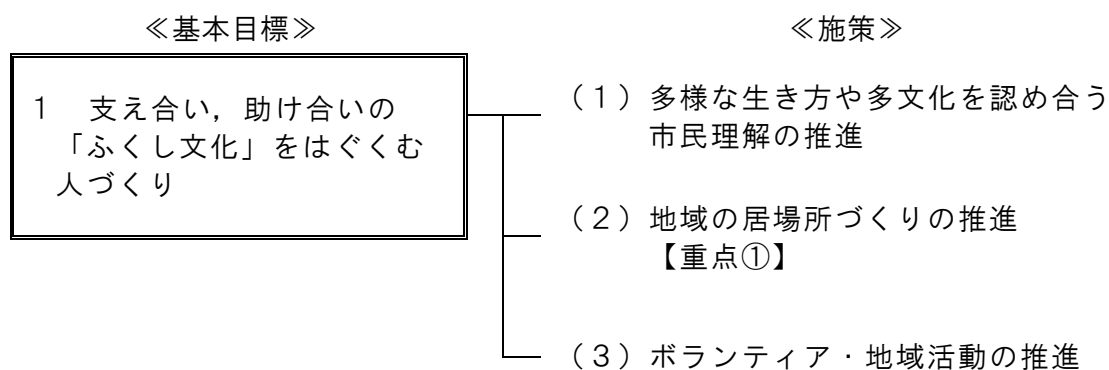 ≪基本目標≫
≪施策≫
1 支え合い，助け合いの
「ふくし文化」をはぐくむ
人づくり
（１）多様な生き方や多文化を認め合う
市民理解の推進
（２）地域の居場所づくりの推進
【重点①】
（３）ボランティア・地域活動の推進